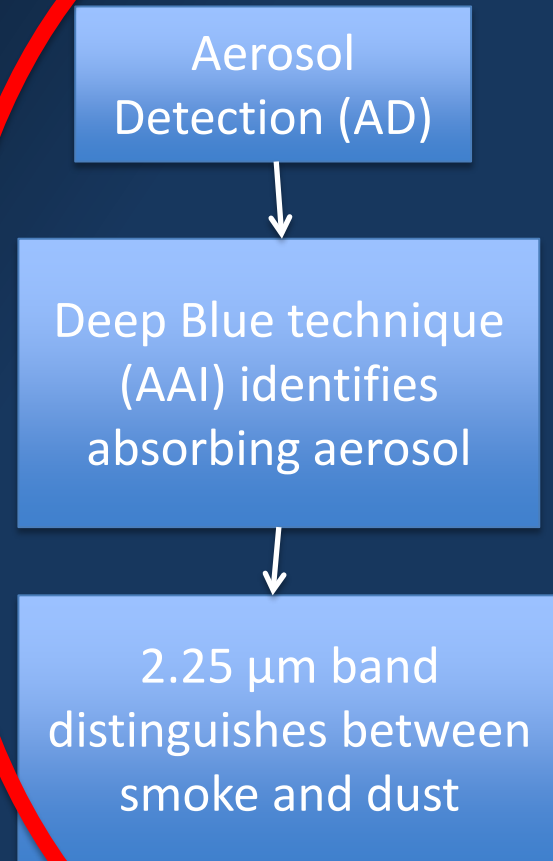 Aerosol
Detection (AD)
Deep Blue technique
(AAI) identifies
absorbing aerosol
2.25 µm band
distinguishes between
smoke and dust